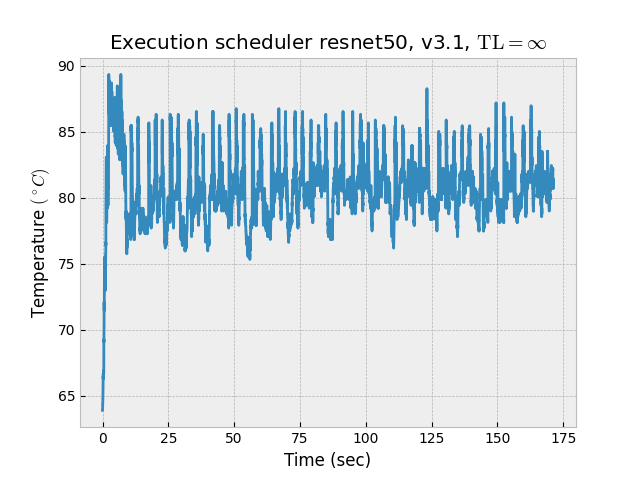 Execution scheduler resnet50, v3.1, TL = ∞
90
85
80
75
70
65
Temperature (°C)
0 25 50 75 100 125 150 175
Time (sec)